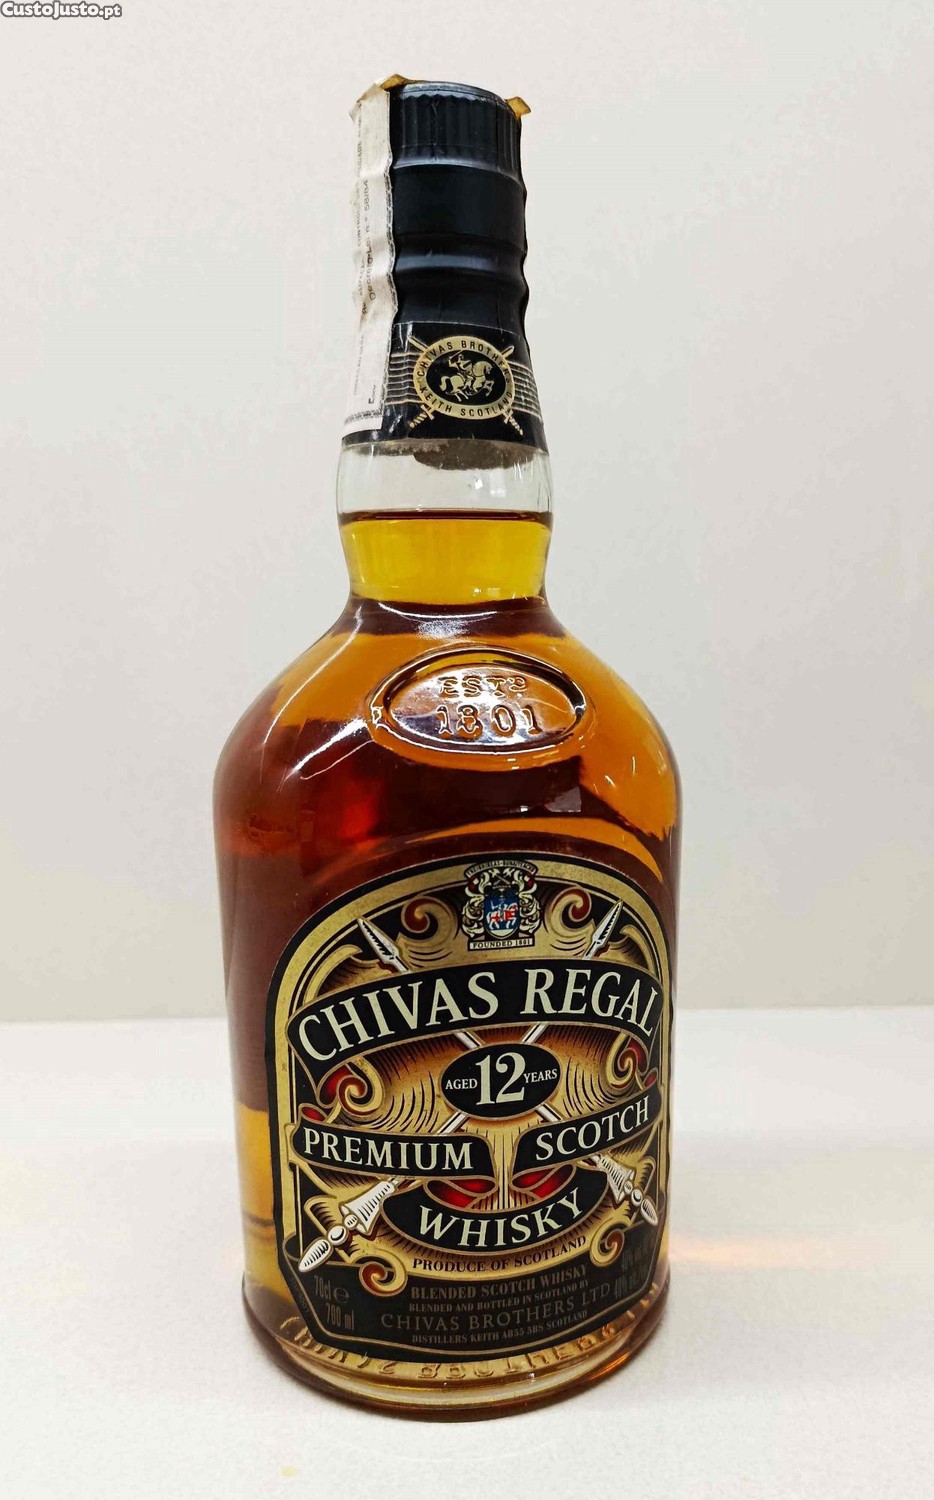 CustoJusto.pt
CHIVAS BROTHERS
KEITH SCOTLAND
ESTD
1801
FOUNDED 1801
CHIVAS REGAL
AGED 12 YEARS
PREMIUM SCOTCH
WHISKY
PRODUCE OF SCOTLAND
70cl e
700 ml
BLENDED SCOTCH WHISKY
BLENDED AND BOTTLED IN SCOTLAND BY
CHIVAS BROTHERS LTD
DISTILLERS KEITH AB55 5BS SCOTLAND